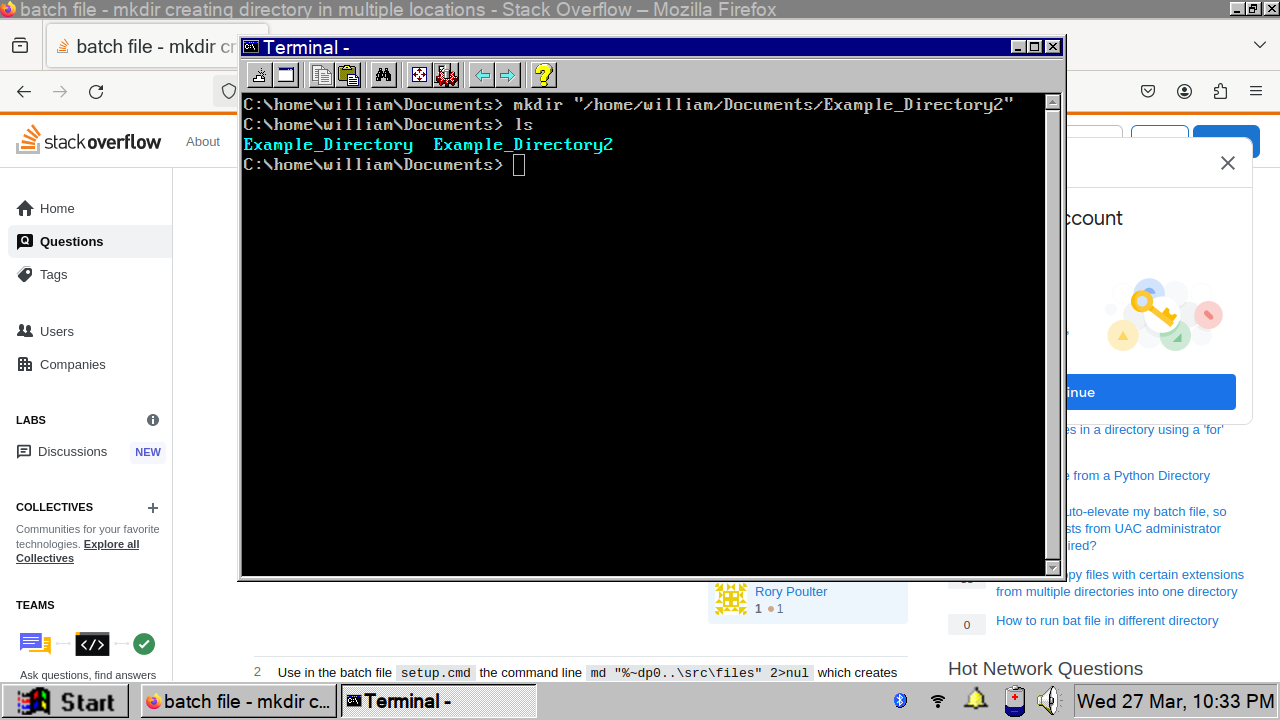 batch file - mkdir creating directory in multiple locations - Stack Overflow — Mozilla Firefox
batch file - mkdir cr
Terminal -
C:\home\william\Documents> mkdir "/home/william/Documents/Example_Directory2"
C:\home\william\Documents> ls
Example_Directory  Example_Directory2
C:\home\william\Documents>
stackoverflow
About
Home
Questions
Tags
Users
Companies
LABS
Discussions
NEW
COLLECTIVES
Communities for your favorite
technologies. Explore all
Collectives
TEAMS
Ask questions, find answers
ccount
inue
es in a directory using a 'for'
e from a Python Directory
uto-elevate my batch file, so
sts from UAC administrator
ired?
py files with certain extensions
from multiple directories into one directory
0
How to run bat file in different directory
Hot Network Questions
Rory Poulter
1 1
2
Use in the batch file setup.cmd the command line md "%~dp0..\src\files" 2>nul which creates
Start
batch file - mkdir c...
Terminal -
Wed 27 Mar, 10:33 PM